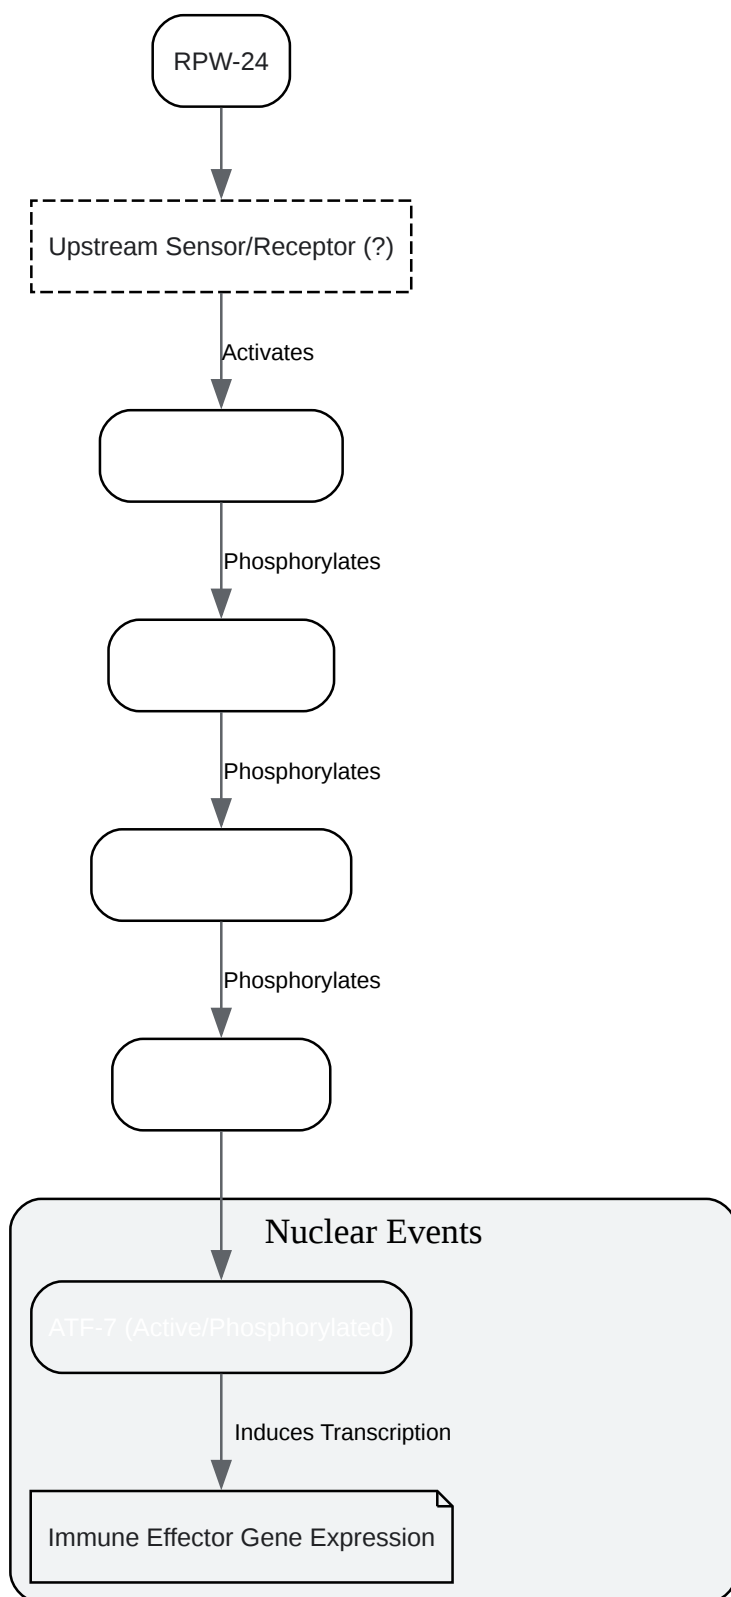 RPW-24
Upstream Sensor/Receptor (?)
Activates
Phosphorylates
Phosphorylates
Phosphorylates
Nuclear Events
ATF-7 (Active/Phosphorylated)
Induces Transcription
Immune Effector Gene Expression